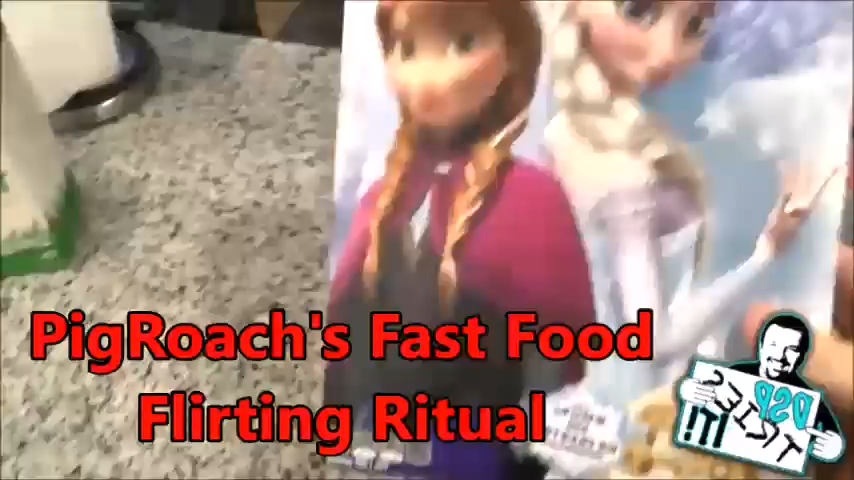 PigRoach's Fast Food
Flirting Ritual
DSP
TRIES
IT!